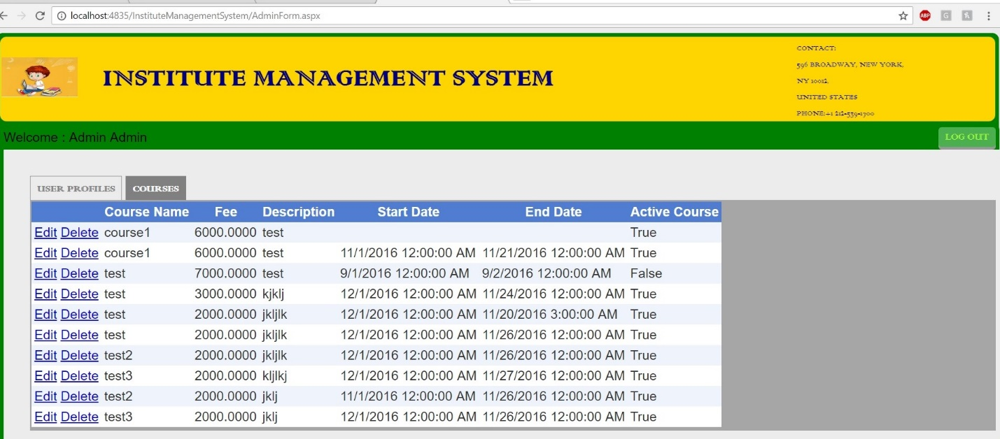 localhost:4835/InstituteManagementSystem/AdminForm.aspx
ABP
G
INSTITUTE MANAGEMENT SYSTEM
CONTACT:
596 BROADWAY, NEW YORK,
NY 10012,
UNITED STATES
PHONE:+1 212-539-1700
Welcome : Admin Admin
LOG OUT
USER PROFILES COURSES
Course Name Fee Description Start Date End Date Active Course
Edit Delete course1 6000.0000 test True
Edit Delete course1 6000.0000 test 11/1/2016 12:00:00 AM 11/21/2016 12:00:00 AM True
Edit Delete test 7000.0000 test 9/1/2016 12:00:00 AM 9/2/2016 12:00:00 AM False
Edit Delete test 3000.0000 kjklj 12/1/2016 12:00:00 AM 11/24/2016 12:00:00 AM True
Edit Delete test 2000.0000 jkljlk 12/1/2016 12:00:00 AM 11/20/2016 3:00:00 AM True
Edit Delete test 2000.0000 jkljlk 12/1/2016 12:00:00 AM 11/26/2016 12:00:00 AM True
Edit Delete test2 2000.0000 jkljlk 12/1/2016 12:00:00 AM 11/26/2016 12:00:00 AM True
Edit Delete test3 2000.0000 kljlkj 12/1/2016 12:00:00 AM 11/27/2016 12:00:00 AM True
Edit Delete test2 2000.0000 jklj 11/1/2016 12:00:00 AM 11/26/2016 12:00:00 AM True
Edit Delete test3 2000.0000 jklj 12/1/2016 12:00:00 AM 11/26/2016 12:00:00 AM True